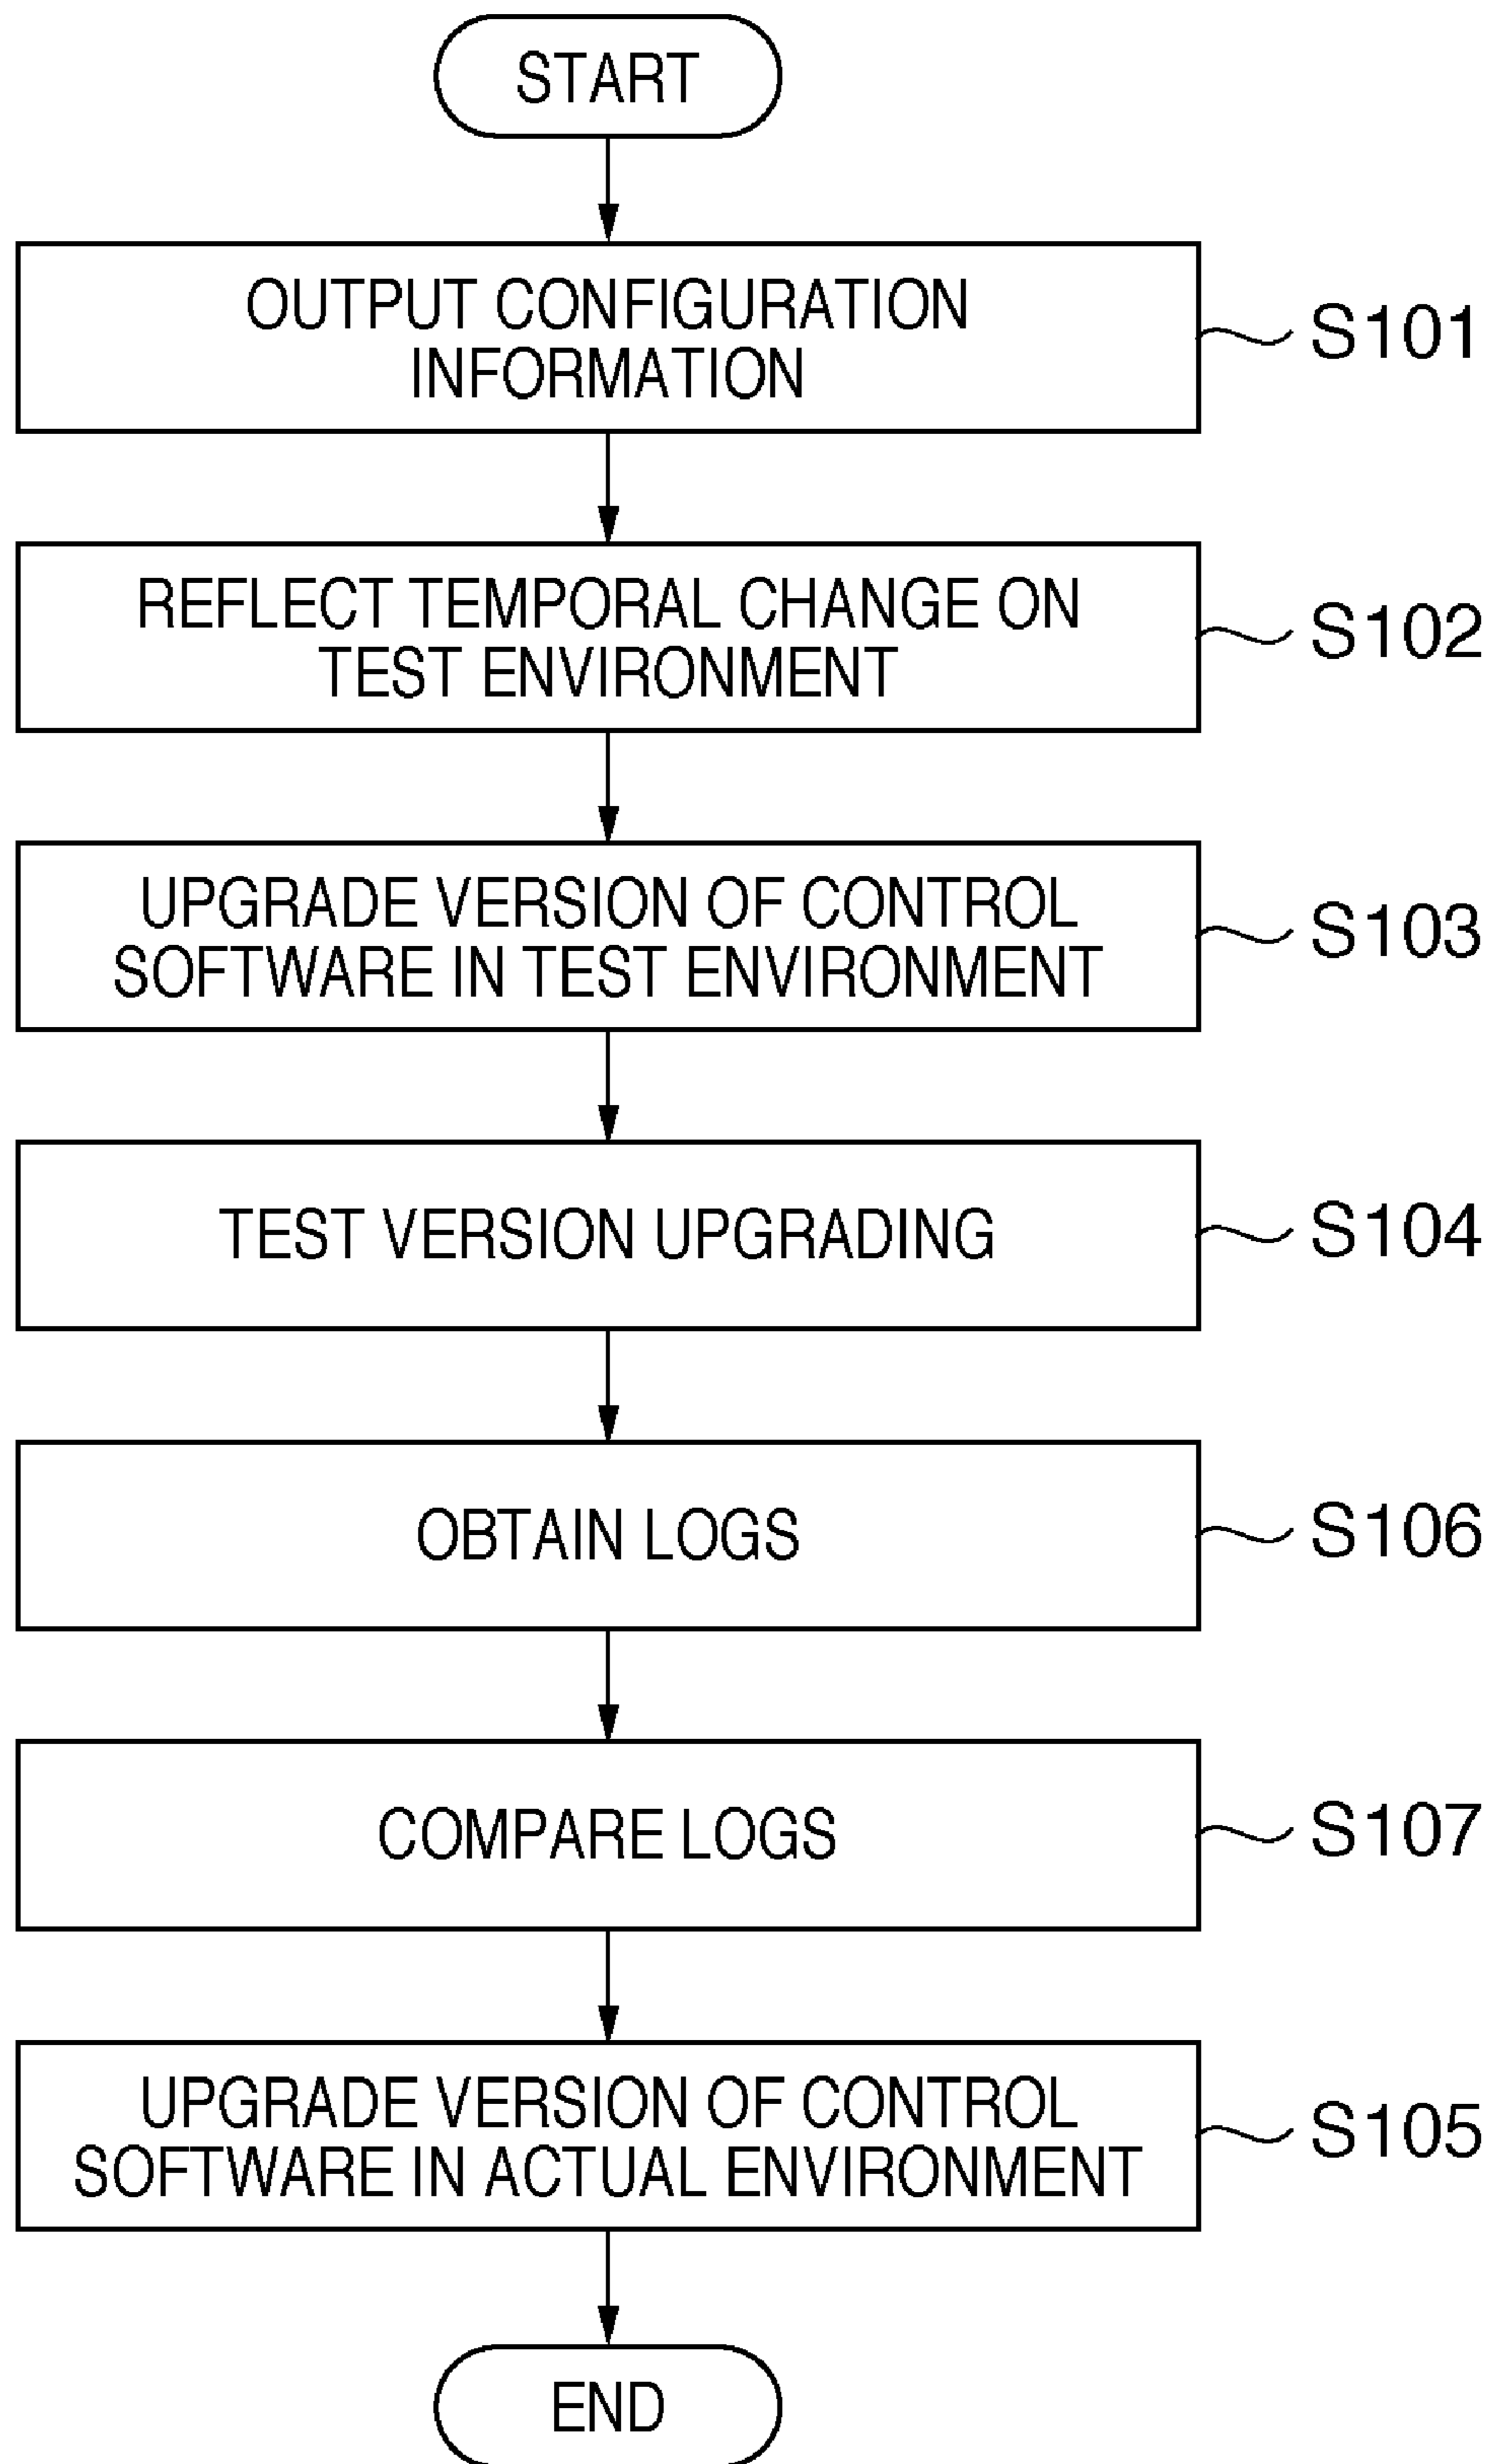 START
OUTPUT CONFIGURATION
INFORMATION
S101
REFLECT TEMPORAL CHANGE ON
TEST ENVIRONMENT
S102
UPGRADE VERSION OF CONTROL
SOFTWARE IN TEST ENVIRONMENT
S103
TEST VERSION UPGRADING
S104
OBTAIN LOGS
S106
COMPARE LOGS
S107
UPGRADE VERSION OF CONTROL
SOFTWARE IN ACTUAL ENVIRONMENT
S105
END